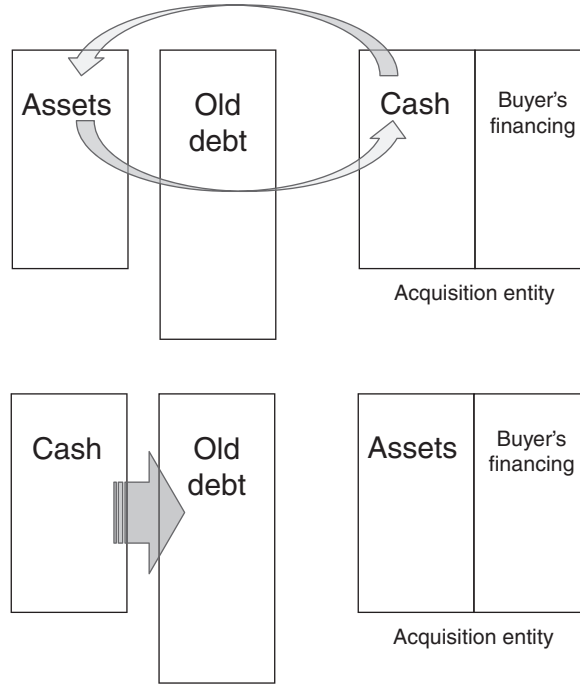 Assets
Old
debt
Cash
Buyer's
financing
Acquisition entity
Cash
Old
debt
Assets
Buyer's
financing
Acquisition entity